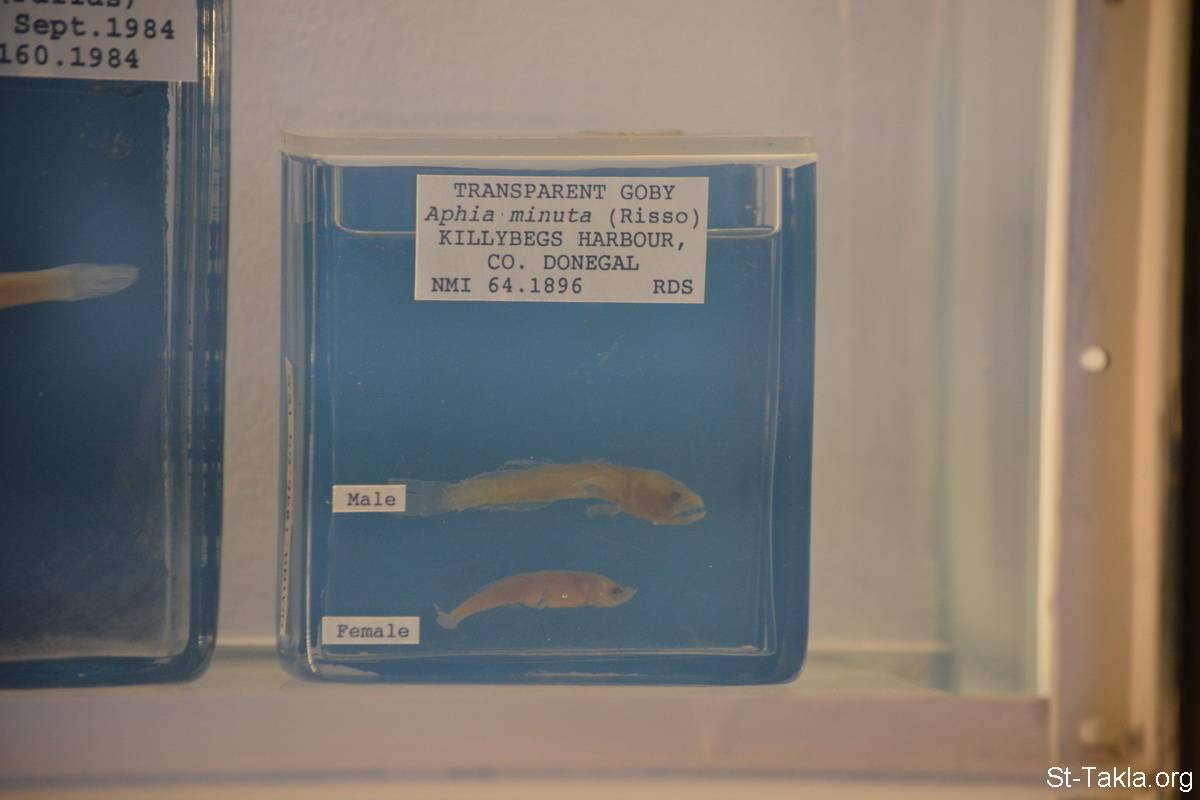 Sept.1984
160.1984
TRANSPARENT GOBY
Aphia minuta (Risso)
KILLYBEGS HARBOUR,
CO. DONEGAL
NMI 64.1896 RDS
Male
Female
St-Takla.org